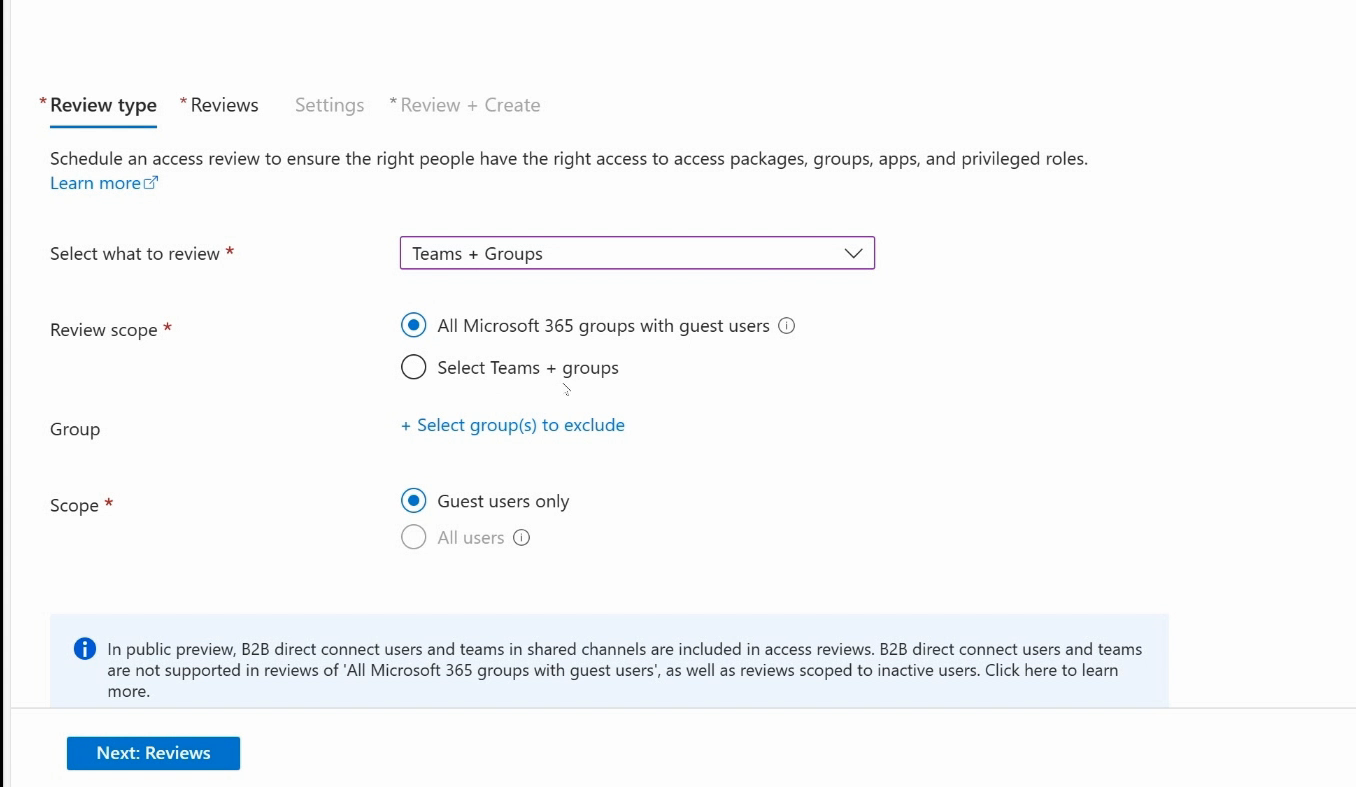 * Review type * Reviews Settings * Review + Create
Schedule an access review to ensure the right people have the right access to access packages, groups, apps, and privileged roles.
Learn more
Select what to review * Teams + Groups
Review scope * All Microsoft 365 groups with guest users
Select Teams + groups
Group + Select group(s) to exclude
Scope * Guest users only
All users
In public preview, B2B direct connect users and teams in shared channels are included in access reviews. B2B direct connect users and teams
are not supported in reviews of 'All Microsoft 365 groups with guest users', as well as reviews scoped to inactive users. Click here to learn
more.
Next: Reviews